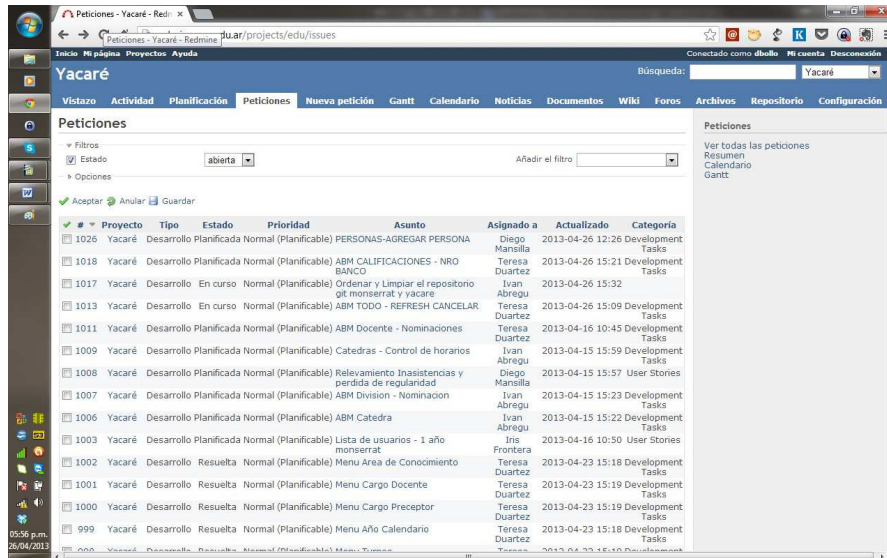 Peticiones - Yacaré - Redn
du.ar/projects/edu/issues
Peticiones - Yacaré - Redmine
Inicio Mi página Proyectos Ayuda
Conectado como dbollo Mi cuenta Desconexión
Yacaré
Búsqueda:
Yacaré
Vistazo Actividad Planificación Peticiones Nueva petición Gantt Calendario Noticias Documentos Wiki Foros Archivos Repositorio Configuración
Peticiones
Filtros
Estado abierta Añadir el filtro
Opciones
Aceptar Anular Guardar
# Proyecto Tipo Estado Prioridad Asunto Asignado a Actualizado Categoría
1026 Yacaré Desarrollo Planificada Normal (Planificable) PERSONAS-AGREGAR PERSONA Diego Mansilla 2013-04-26 12:26 Development Tasks
1018 Yacaré Desarrollo Planificada Normal (Planificable) ABM CALIFICACIONES - NRO BANCO Teresa Duartez 2013-04-26 15:21 Development Tasks
1017 Yacaré Desarrollo En curso Normal (Planificable) Ordenar y Limpiar el repositorio git monserrat y yacare Ivan Abregu 2013-04-26 15:32
1013 Yacaré Desarrollo En curso Normal (Planificable) ABM TODO - REFRESH CANCELAR Teresa Duartez 2013-04-26 15:09 Development Tasks
1011 Yacaré Desarrollo Planificada Normal (Planificable) ABM Docente - Nominaciones Teresa Duartez 2013-04-16 10:45 Development Tasks
1009 Yacaré Desarrollo Planificada Normal (Planificable) Catedras - Control de horarios Ivan Abregu 2013-04-15 15:59 Development Tasks
1008 Yacaré Desarrollo Planificada Normal (Planificable) Relevamiento Inasistencias y perdida de regularidad Diego Mansilla 2013-04-15 15:57 User Stories
1007 Yacaré Desarrollo Planificada Normal (Planificable) ABM Division - Nominacion Ivan Abregu 2013-04-15 15:23 Development Tasks
1006 Yacaré Desarrollo Planificada Normal (Planificable) ABM Catedra Ivan Abregu 2013-04-15 15:22 Development Tasks
1003 Yacaré Desarrollo Planificada Normal (Planificable) Lista de usuarios - 1 año monserrat Iris Frontera 2013-04-16 10:50 User Stories
1002 Yacaré Desarrollo Resuelta Normal (Planificable) Menu Area de Conocimiento Teresa Duartez 2013-04-23 15:18 Development Tasks
1001 Yacaré Desarrollo Resuelta Normal (Planificable) Menu Cargo Docente Teresa Duartez 2013-04-23 15:19 Development Tasks
1000 Yacaré Desarrollo Resuelta Normal (Planificable) Menu Cargo Preceptor Teresa Duartez 2013-04-23 15:19 Development Tasks
999 Yacaré Desarrollo Resuelta Normal (Planificable) Menu Año Calendario Teresa Duartez 2013-04-23 15:18 Development Tasks
Peticiones
Ver todas las peticiones
Resumen
Calendario
Gantt
05:56 p.m.
26/04/2013